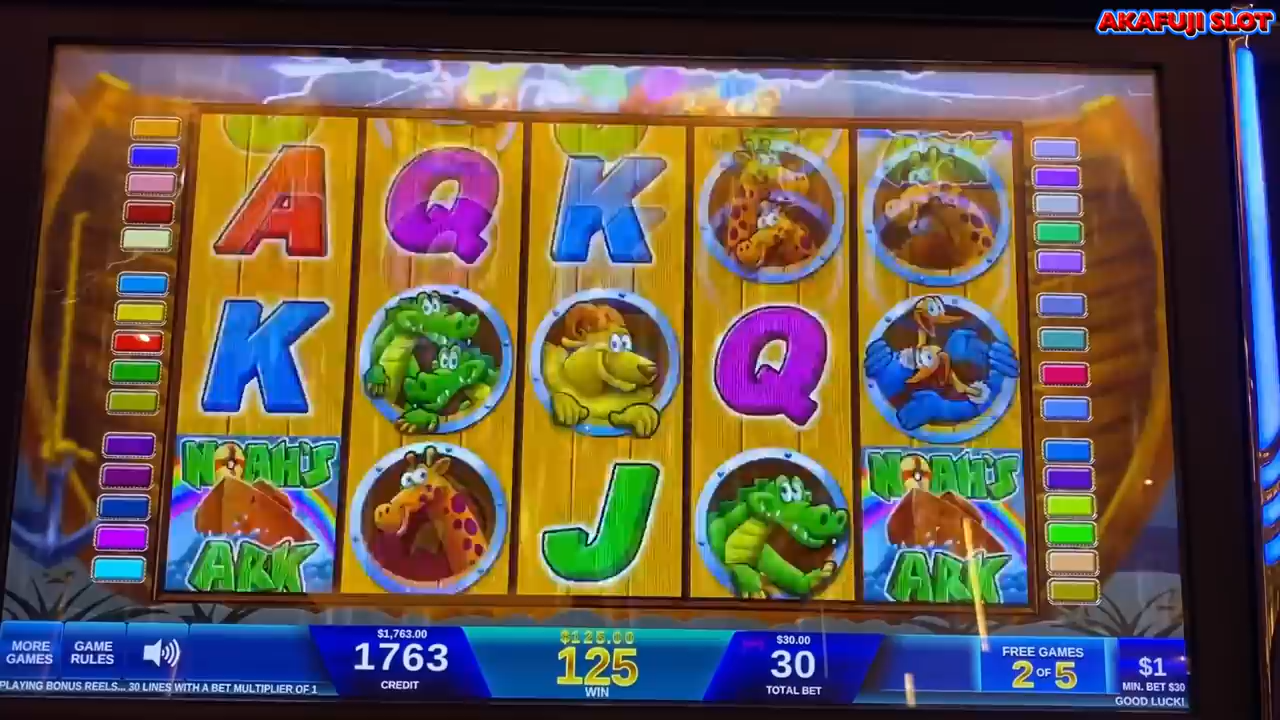 AKAFUJI SLOT
A Q K
K Q
NOAH'S
ARK
J
NOAH'S
ARK
MORE
GAMES
GAME
RULES
$1,763.00
1763
CREDIT
$125.00
125
WIN
$30.00
30
TOTAL BET
FREE GAMES
2 OF 5
$1
MIN. BET $30
GOOD LUCK!
PLAYING BONUS REELS... 30 LINES WITH A BET MULTIPLIER OF 1